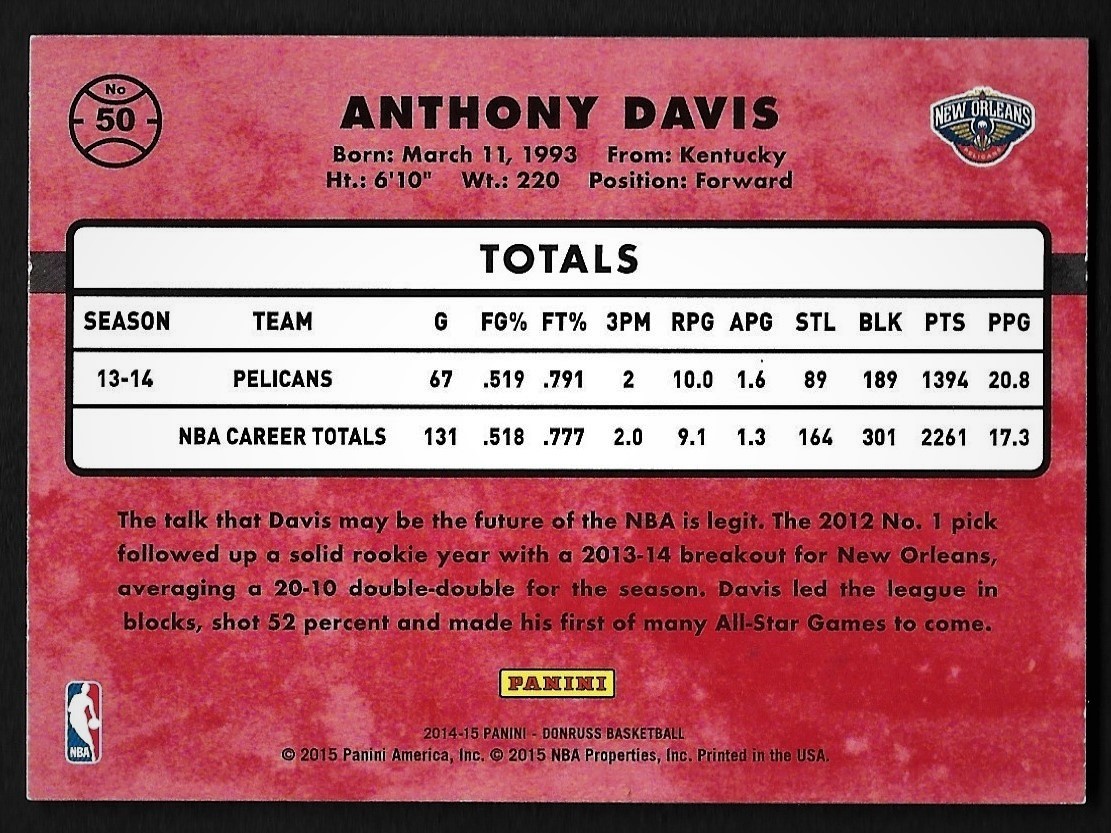 No
50
ANTHONY DAVIS
Born: March 11, 1993 From: Kentucky
Ht.: 6'10" Wt.: 220 Position: Forward
NEW ORLEANS
PELICANS
TOTALS
SEASON TEAM G FG% FT% 3PM RPG APG STL BLK PTS PPG
13-14 PELICANS 67 .519 .791 2 10.0 1.6 89 189 1394 20.8
NBA CAREER TOTALS 131 .518 .777 2.0 9.1 1.3 164 301 2261 17.3
The talk that Davis may be the future of the NBA is legit. The 2012 No. 1 pick
followed up a solid rookie year with a 2013-14 breakout for New Orleans,
averaging a 20-10 double-double for the season. Davis led the league in
blocks, shot 52 percent and made his first of many All-Star Games to come.
PANINI
NBA
2014-15 PANINI - DONRUSS BASKETBALL
© 2015 Panini America, Inc. © 2015 NBA Properties, Inc. Printed in the USA.